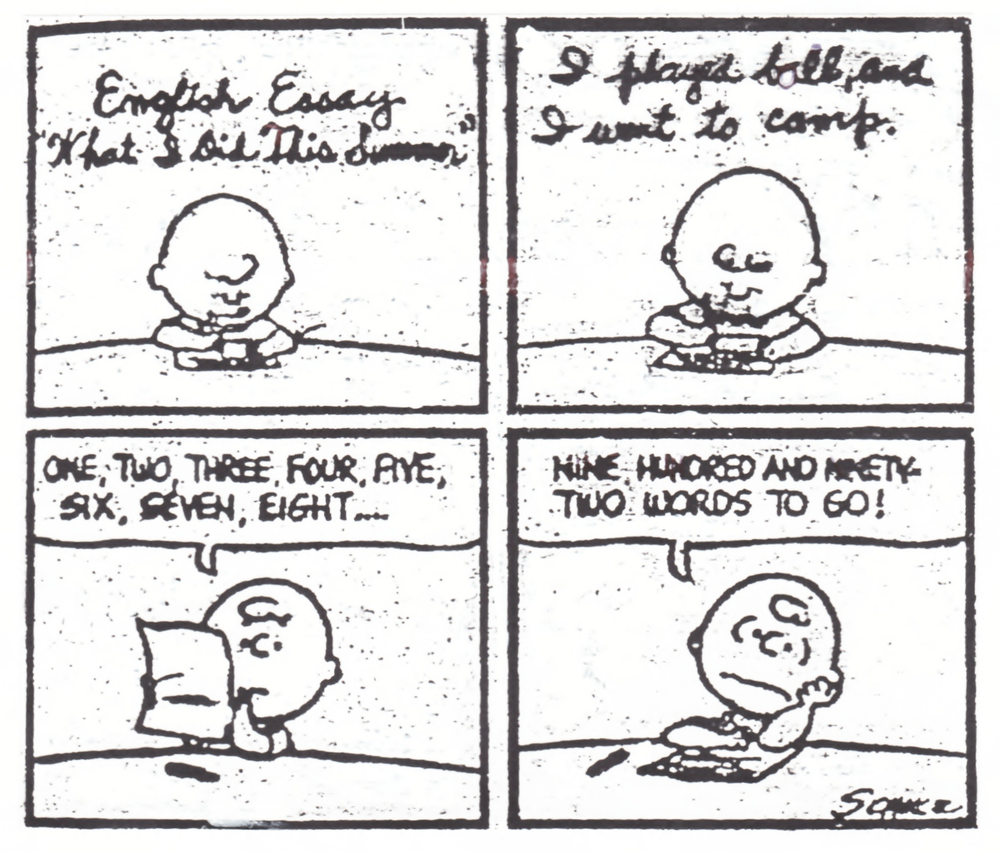 English Essay
"What I Did This Summer"
I played ball, and
I went to camp.
ONE, TWO, THREE, FOUR, FIVE,
SIX, SEVEN, EIGHT....
NINE HUNDRED AND NINETY-
TWO WORDS TO GO!